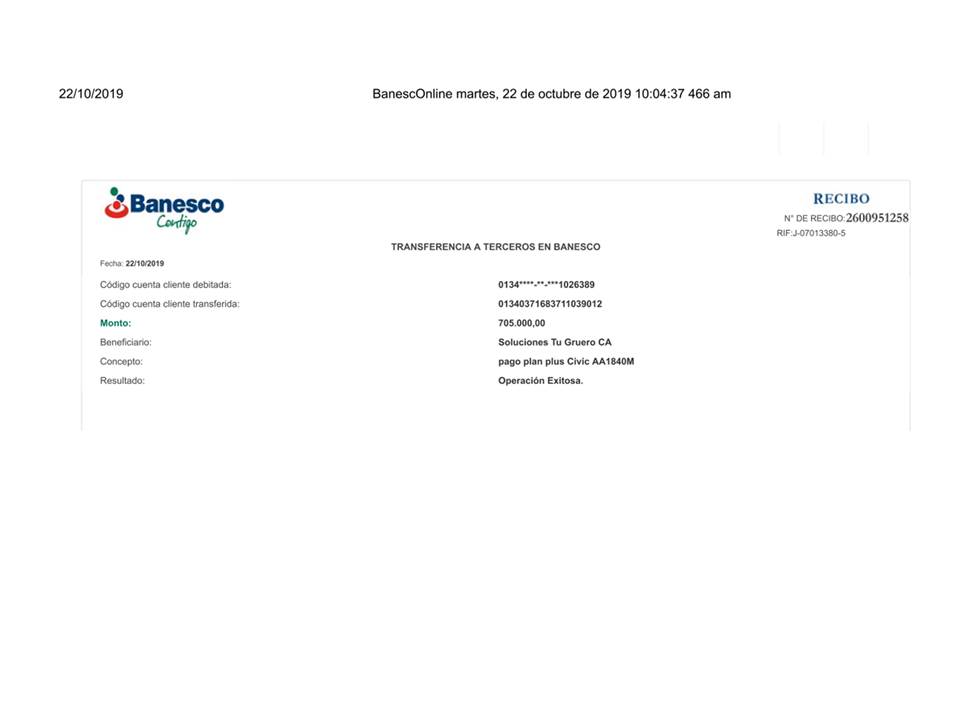 22/10/2019 BanescOnline martes, 22 de octubre de 2019 10:04:37 466 am
Banesco
Contigo
RECIBO
N° DE RECIBO:2600951258
RIF:J-07013380-5
TRANSFERENCIA A TERCEROS EN BANESCO
Fecha: 22/10/2019
Código cuenta cliente debitada: 0134****-**-***1026389
Código cuenta cliente transferida: 01340371683711039012
Monto: 705.000,00
Beneficiario: Soluciones Tu Gruero CA
Concepto: pago plan plus Civic AA1840M
Resultado: Operación Exitosa.